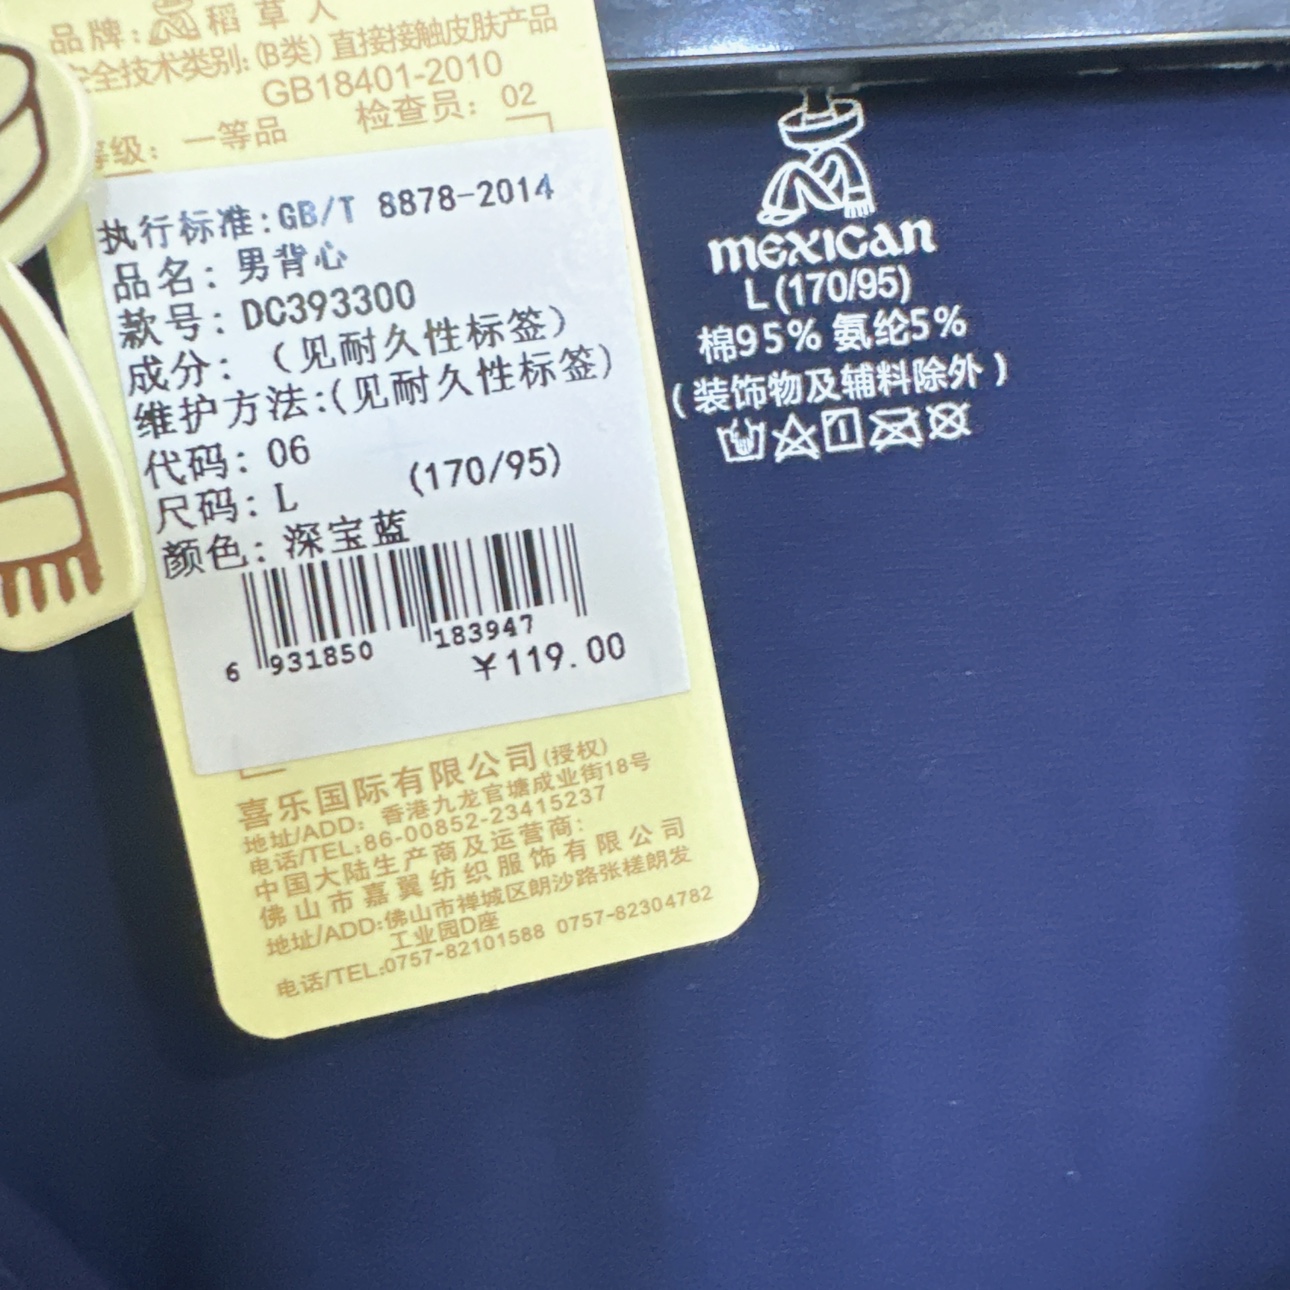 品牌: 稻草人
安全技术类别: (B类) 直接接触皮肤产品
GB18401-2010
等级: 一等品 检查员: 02
执行标准:GB/T 8878-2014
品名: 男背心
款号: DC393300
成分: (见耐久性标签)
维护方法:(见耐久性标签)
代码: 06
尺码: L (170/95)
颜色: 深宝蓝
6 931850 183947
¥119.00
喜乐国际有限公司(授权)
地址/ADD: 香港九龙官塘成业街18号
电话/TEL:86-00852-23415237
中国大陆生产商及运营商:
佛山市嘉翼纺织服饰有限公司
地址/ADD:佛山市禅城区朗沙路张槎朗发
工业园D座
电话/TEL:0757-82101588 0757-82304782
MEXICAN
L (170/95)
棉95% 氨纶5%
(装饰物及辅料除外)